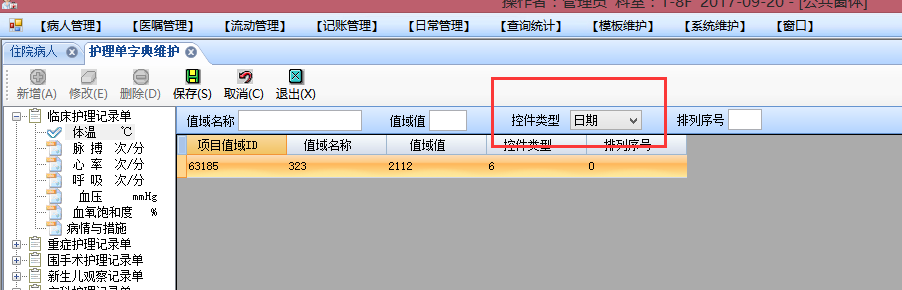 操作者：管理员 科室：T-8F 2017-09-20 - [公共窗体]
【病人管理】 【医嘱管理】 【流动管理】 【记账管理】 【日常管理】 【查询统计】 【模板维护】 【系统维护】 【窗口】
住院病人 护理单字典维护
新增(A) 修改(E) 删除(D) 保存(S) 取消(C) 退出(X)
临床护理记录单
体温 ℃
脉 搏 次/分
心 率 次/分
呼 吸 次/分
血压 mmHg
血氧饱和度 %
病情与措施
重症护理记录单
围手术护理记录单
新生儿观察记录单
值域名称 值域值 控件类型 日期 排列序号
项目值域ID 值域名称 值域值 控件类型 排列序号
63185 323 2112 6 0